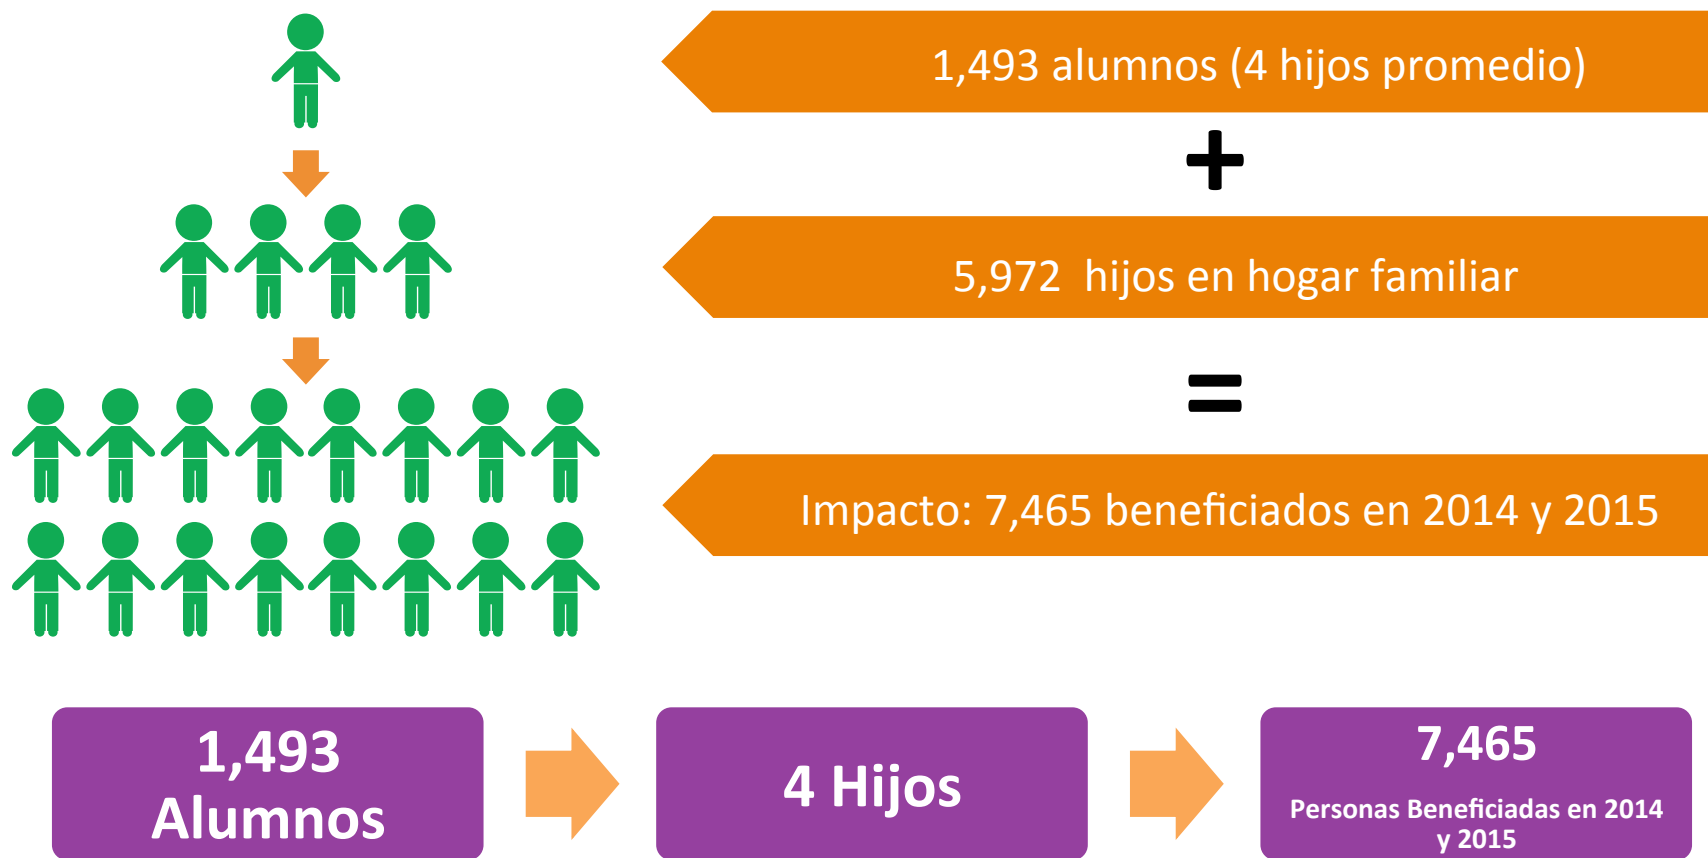 1,493 alumnos (4 hijos promedio)
+
5,972 hijos en hogar familiar
=
Impacto: 7,465 beneficiados en 2014 y 2015
1,493
Alumnos
4 Hijos
7,465
Personas Beneficiadas en 2014
y 2015